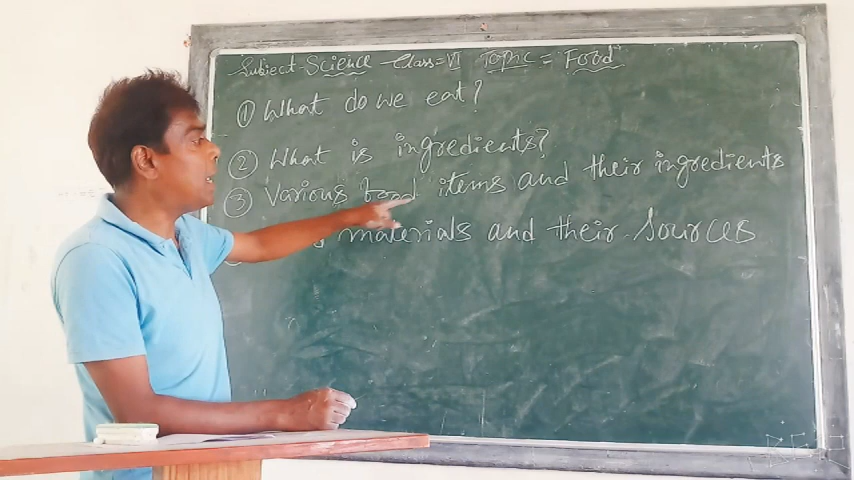 Subject-Science Class-VI Topic = Food
① What do we eat?
② What is ingredients?
③ Various food items and their ingredients
materials and their sources